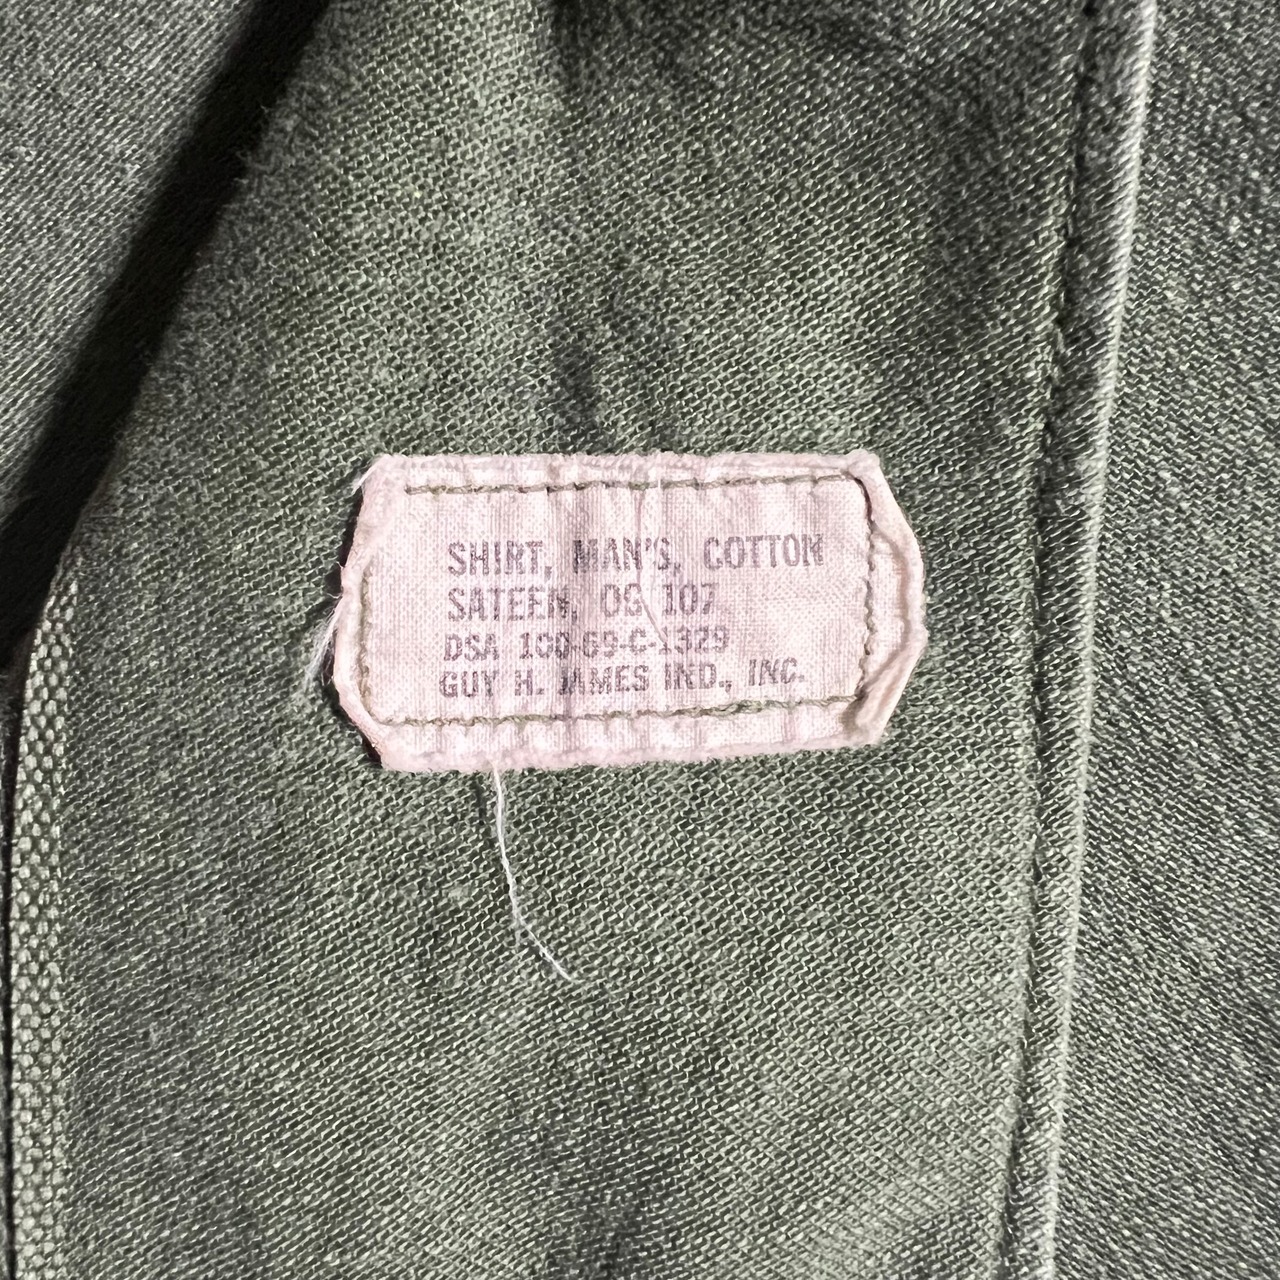 SHIRT, MAN'S, COTTON
SATEEN, OG 107
DSA 100-69-C-1329
GUY H. JAMES IND., INC.